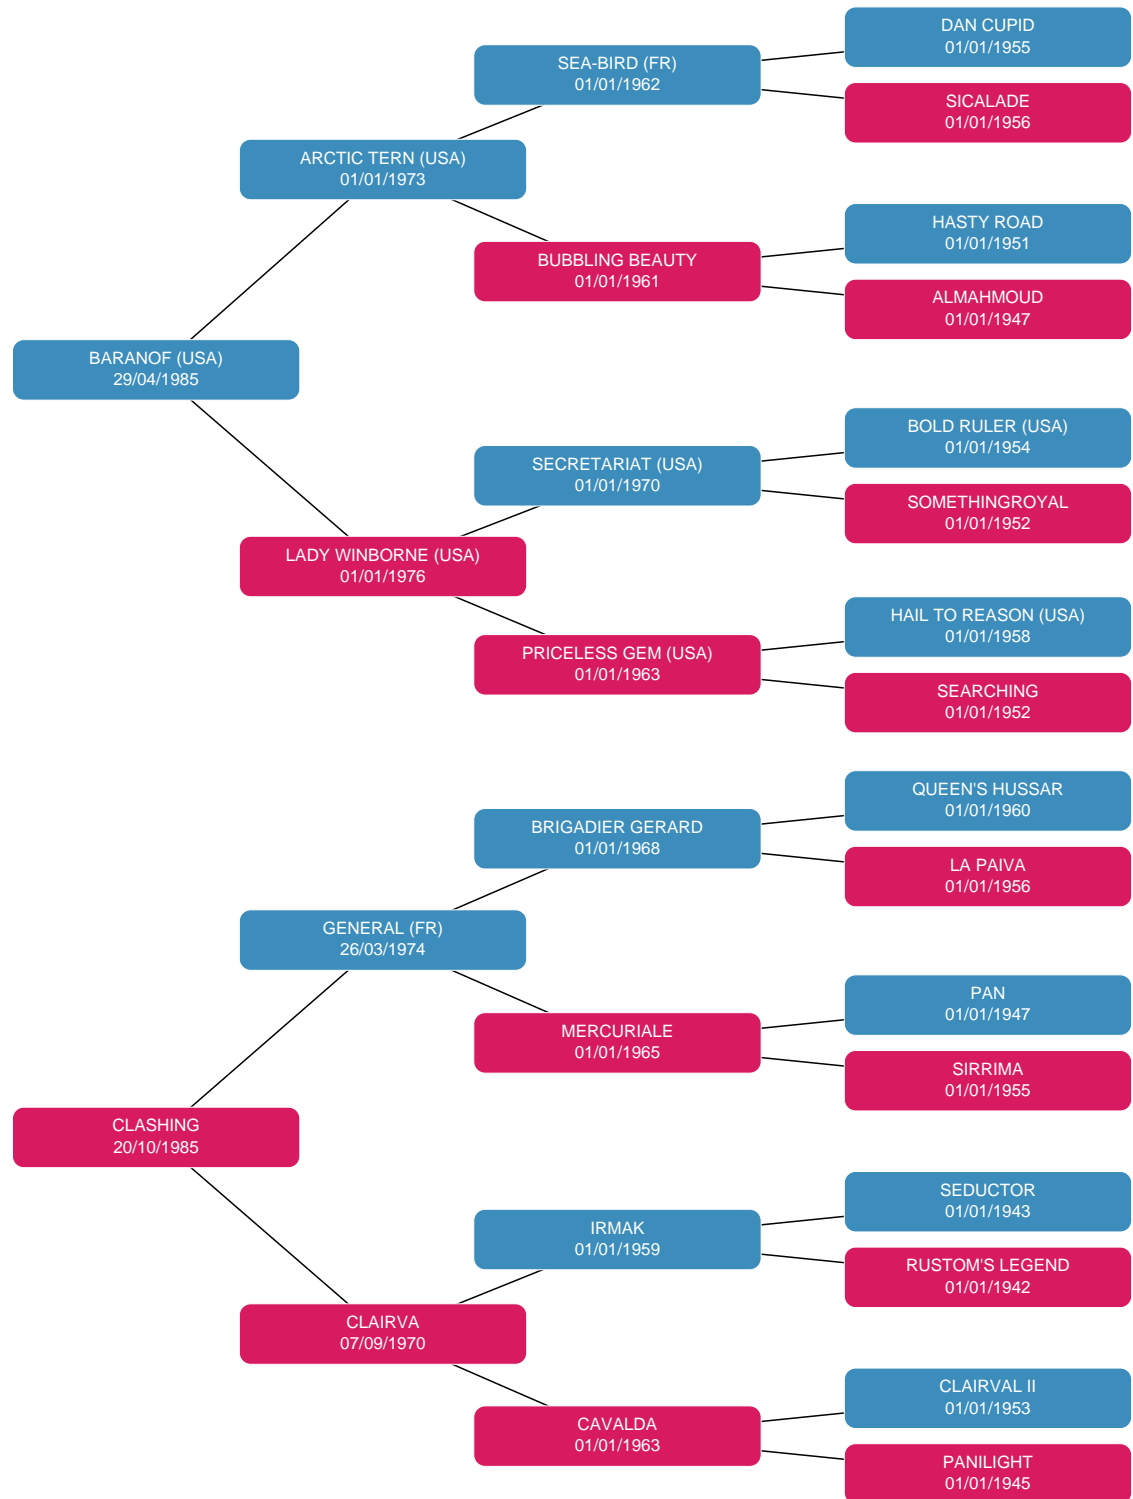 DAN CUPID
01/01/1955
SEA-BIRD (FR)
01/01/1962
SICALADE
01/01/1956
ARCTIC TERN (USA)
01/01/1973
HASTY ROAD
01/01/1951
BUBBLING BEAUTY
01/01/1961
ALMAHMOUD
01/01/1947
BARANOF (USA)
29/04/1985
BOLD RULER (USA)
01/01/1954
SECRETARIAT (USA)
01/01/1970
SOMETHINGROYAL
01/01/1952
LADY WINBORNE (USA)
01/01/1976
HAIL TO REASON (USA)
01/01/1958
PRICELESS GEM (USA)
01/01/1963
SEARCHING
01/01/1952
QUEEN'S HUSSAR
01/01/1960
BRIGADIER GERARD
01/01/1968
LA PAIVA
01/01/1956
GENERAL (FR)
26/03/1974
PAN
01/01/1947
MERCURIALE
01/01/1965
SIRRIMA
01/01/1955
CLASHING
20/10/1985
SEDUCTOR
01/01/1943
IRMAK
01/01/1959
RUSTOM'S LEGEND
01/01/1942
CLAIRVA
07/09/1970
CLAIRVAL II
01/01/1953
CAVALDA
01/01/1963
PANILIGHT
01/01/1945